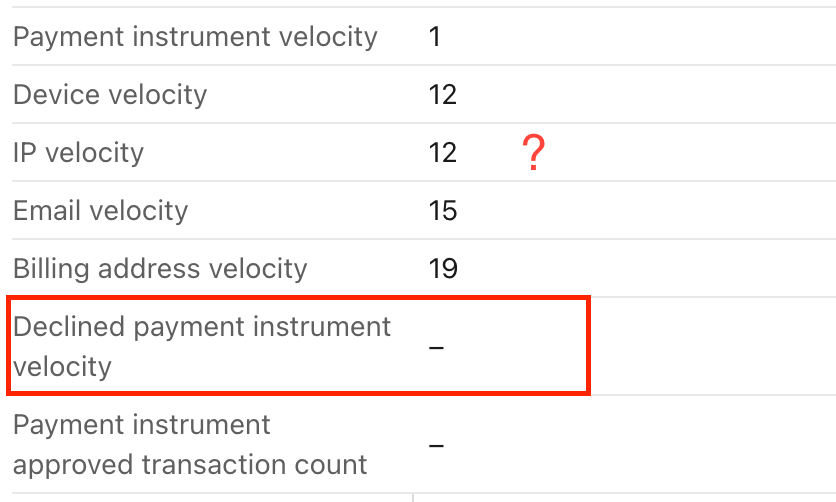 Payment instrument velocity 1
Device velocity 12
IP velocity 12 ?
Email velocity 15
Billing address velocity 19
Declined payment instrument
velocity –
Payment instrument
approved transaction count –